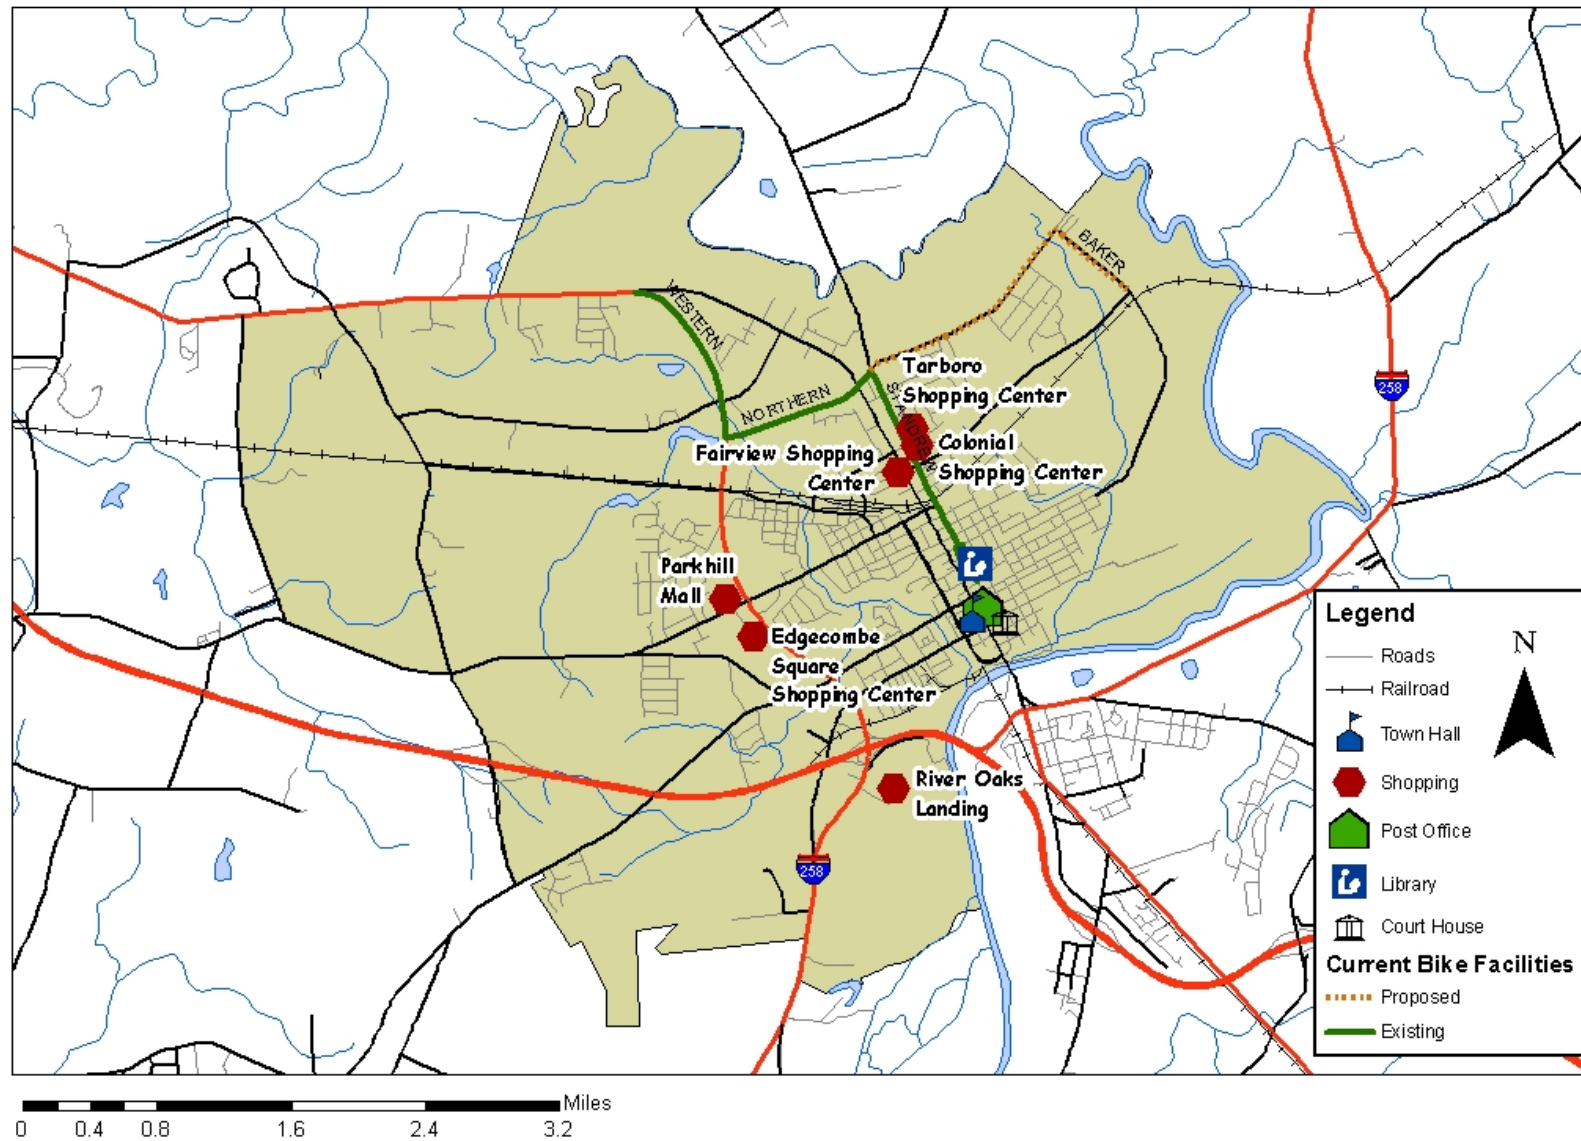 BAKER
WESTERN
NORTHERN
ST ANDREW
Tarboro
Shopping Center
258
Colonial
Shopping Center
Fairview Shopping
Center
Parkhill
Mall
Edgecombe
Square
Shopping Center
River Oaks
Landing
258
Legend
N
Roads
Railroad
Town Hall
Shopping
Post Office
Library
Court House
Current Bike Facilities
Proposed
Existing
Miles
0 0.4 0.8 1.6 2.4 3.2